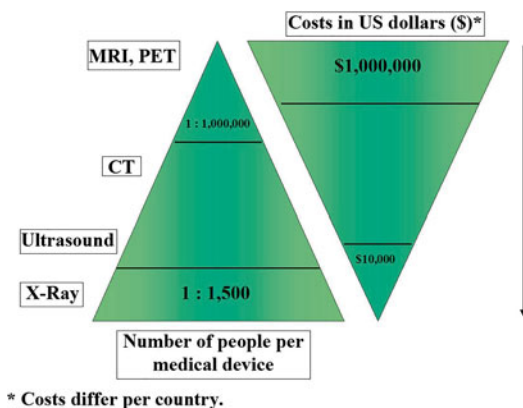 Costs in US dollars ($)*
MRI, PET
$1,000,000
1 : 1,000,000
CT
Ultrasound
$10,000
X-Ray
1 : 1,500
Number of people per
medical device
* Costs differ per country.